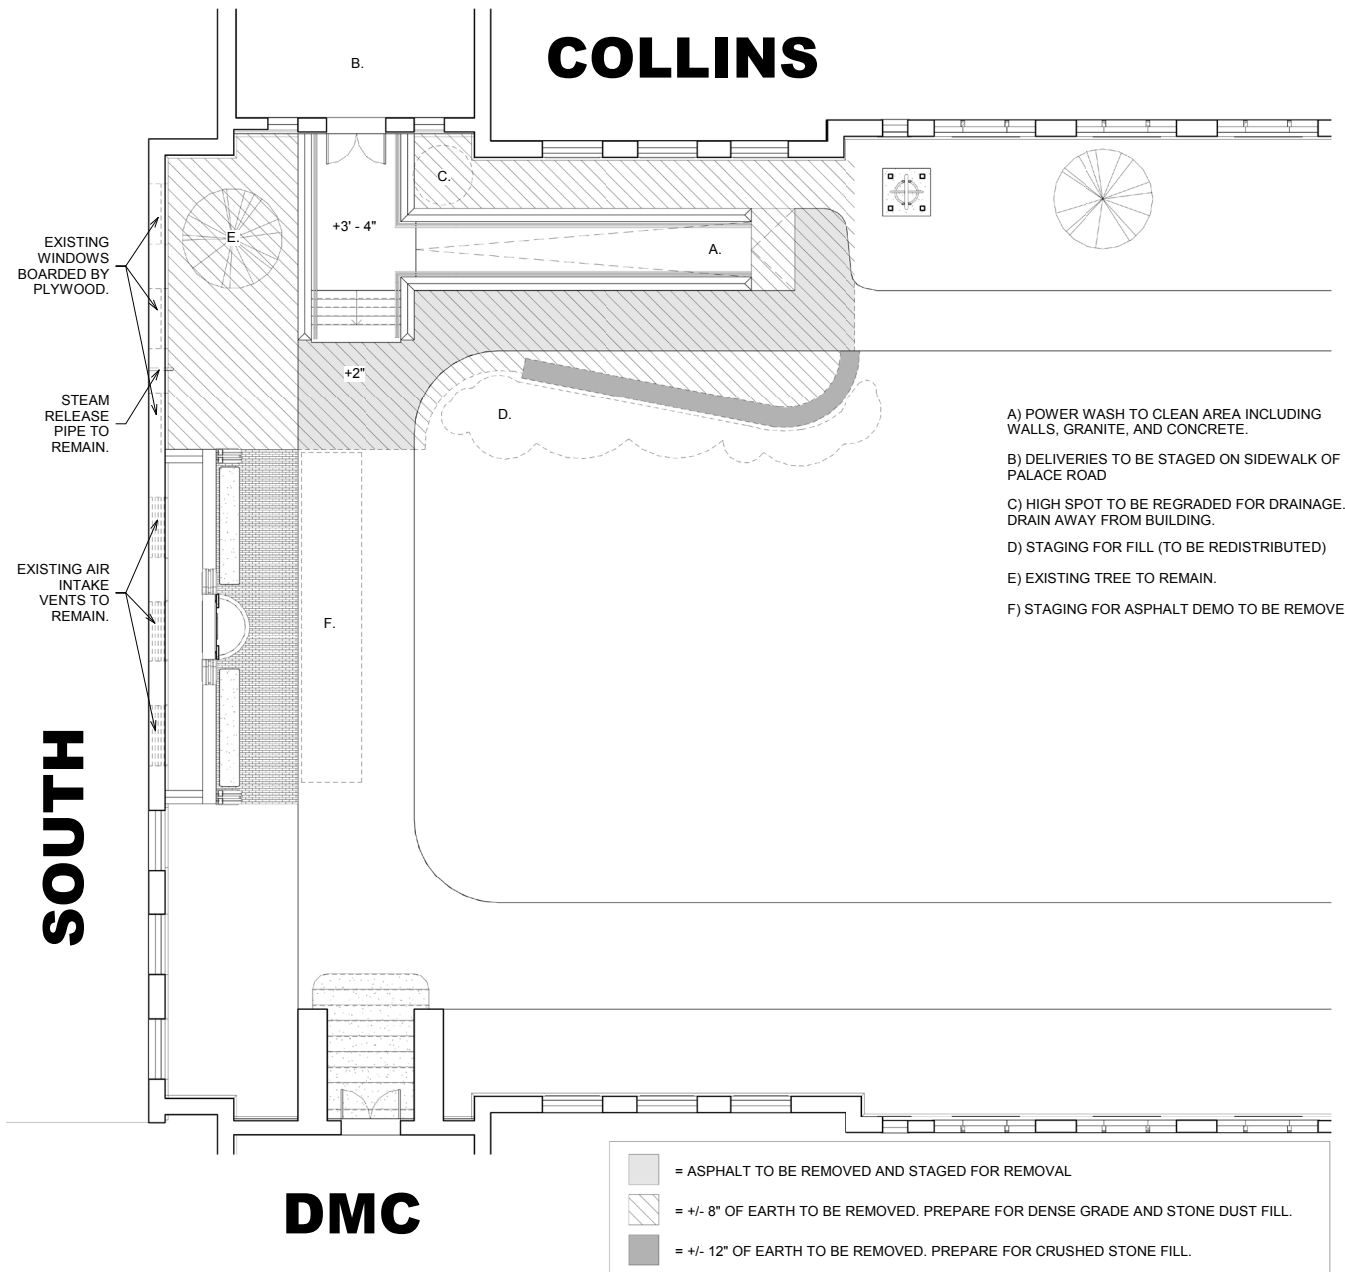 COLLINS
B.
C.
E.
+3' - 4"
A.
EXISTING
WINDOWS
BOARDED BY
PLYWOOD.
+2"
STEAM
RELEASE
PIPE TO
REMAIN.
D.
A) POWER WASH TO CLEAN AREA INCLUDING
WALLS, GRANITE, AND CONCRETE.
B) DELIVERIES TO BE STAGED ON SIDEWALK OF
PALACE ROAD
C) HIGH SPOT TO BE REGRADED FOR DRAINAGE.
DRAIN AWAY FROM BUILDING.
D) STAGING FOR FILL (TO BE REDISTRIBUTED)
E) EXISTING TREE TO REMAIN.
F) STAGING FOR ASPHALT DEMO TO BE REMOVE
EXISTING AIR
INTAKE
VENTS TO
REMAIN.
F.
SOUTH
DMC
= ASPHALT TO BE REMOVED AND STAGED FOR REMOVAL
= +/- 8" OF EARTH TO BE REMOVED. PREPARE FOR DENSE GRADE AND STONE DUST FILL.
= +/- 12" OF EARTH TO BE REMOVED. PREPARE FOR CRUSHED STONE FILL.